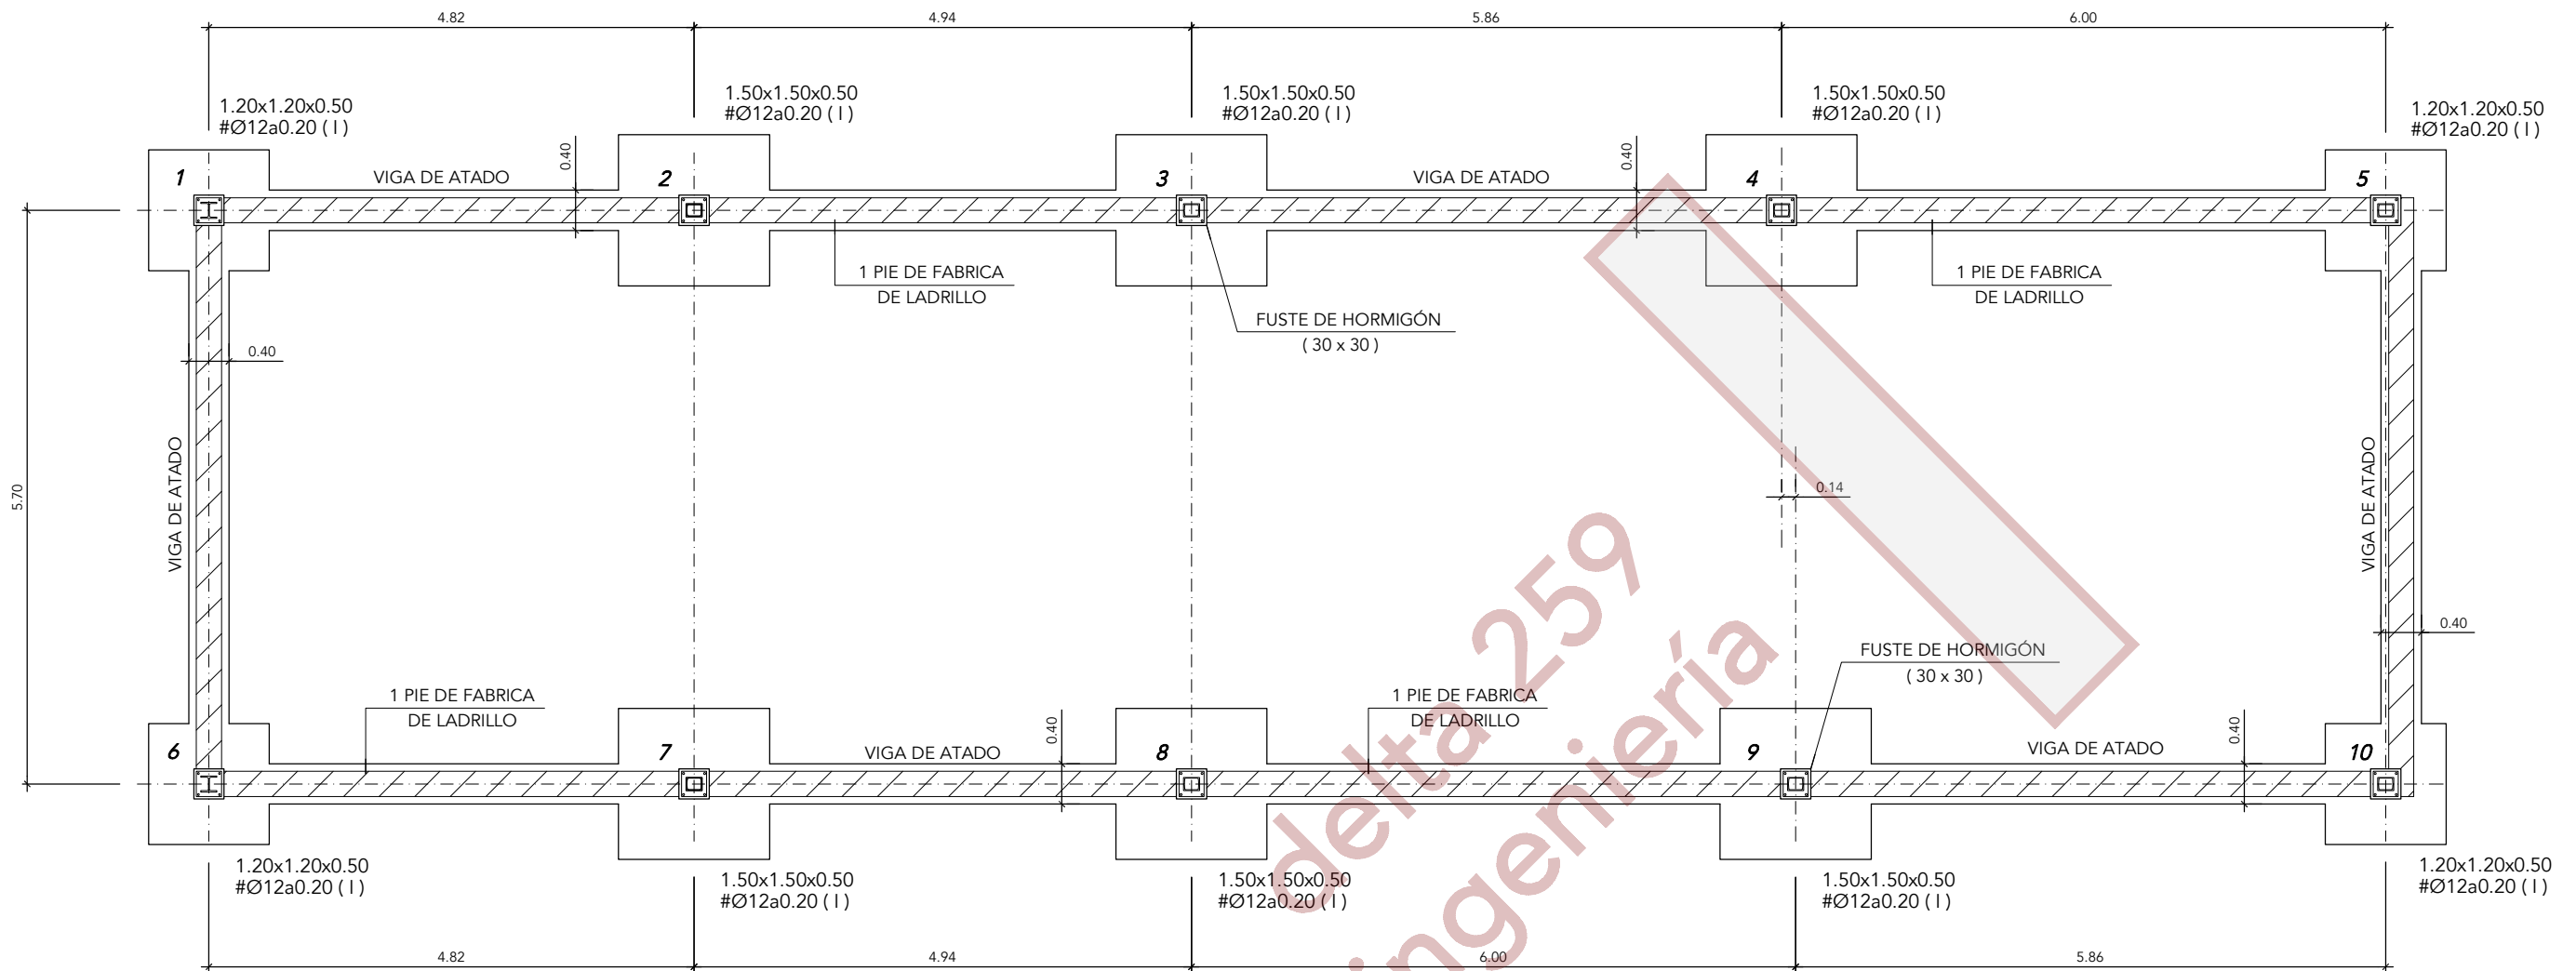 4.82 4.94 5.86 6.00
1.20x1.20x0.50
#Ø12a0.20 ( I )
1.50x1.50x0.50
#Ø12a0.20 ( I )
1.50x1.50x0.50
#Ø12a0.20 ( I )
1.50x1.50x0.50
#Ø12a0.20 ( I )
1.20x1.20x0.50
#Ø12a0.20 ( I )
1 VIGA DE ATADO 0.40 2 3 VIGA DE ATADO 0.40 4 5
1 PIE DE FABRICA
DE LADRILLO
FUSTE DE HORMIGÓN
( 30 x 30 )
1 PIE DE FABRICA
DE LADRILLO
0.40
5.70
VIGA DE ATADO
0.14
VIGA DE ATADO
0.40
FUSTE DE HORMIGÓN
( 30 x 30 )
1 PIE DE FABRICA
DE LADRILLO
1 PIE DE FABRICA
DE LADRILLO
6 7 VIGA DE ATADO 0.40 8 9 VIGA DE ATADO 0.40 10
1.20x1.20x0.50
#Ø12a0.20 ( I )
1.50x1.50x0.50
#Ø12a0.20 ( I )
1.50x1.50x0.50
#Ø12a0.20 ( I )
1.50x1.50x0.50
#Ø12a0.20 ( I )
1.20x1.20x0.50
#Ø12a0.20 ( I )
4.82 4.94 6.00 5.86
delta 259
ingeniería